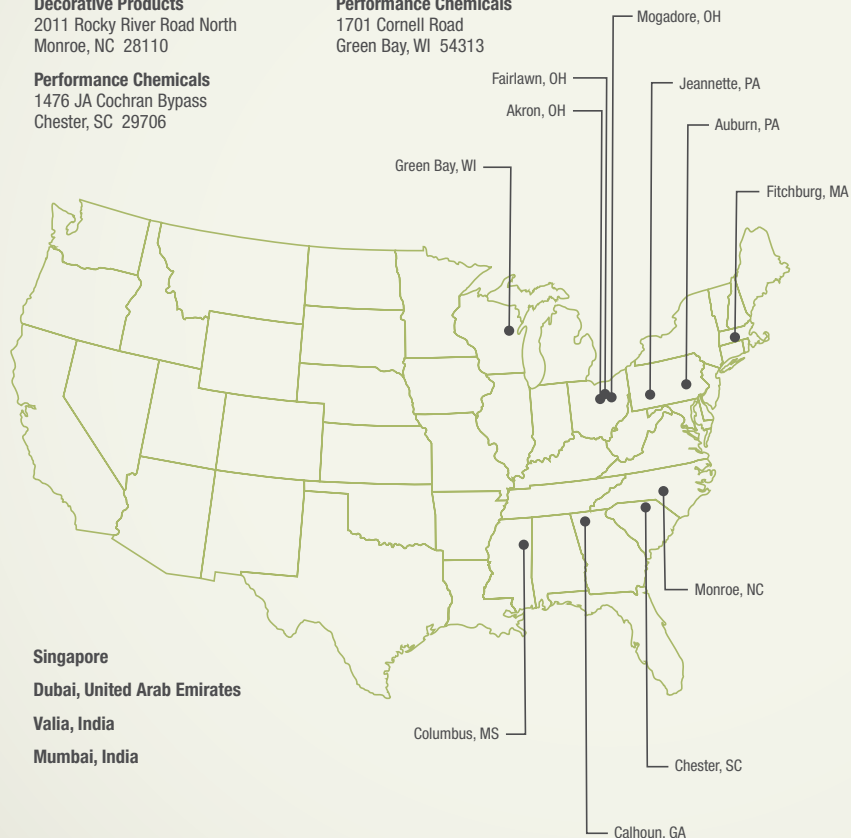 Decorative Products
2011 Rocky River Road North
Monroe, NC 28110
Performance Chemicals
1476 JA Cochran Bypass
Chester, SC 29706
Performance Chemicals
1701 Cornell Road
Green Bay, WI 54313
Mogadore, OH
Fairlawn, OH
Jeannette, PA
Akron, OH
Auburn, PA
Green Bay, WI
Fitchburg, MA
Monroe, NC
Singapore
Dubai, United Arab Emirates
Valia, India
Mumbai, India
Columbus, MS
Chester, SC
Calhoun, GA